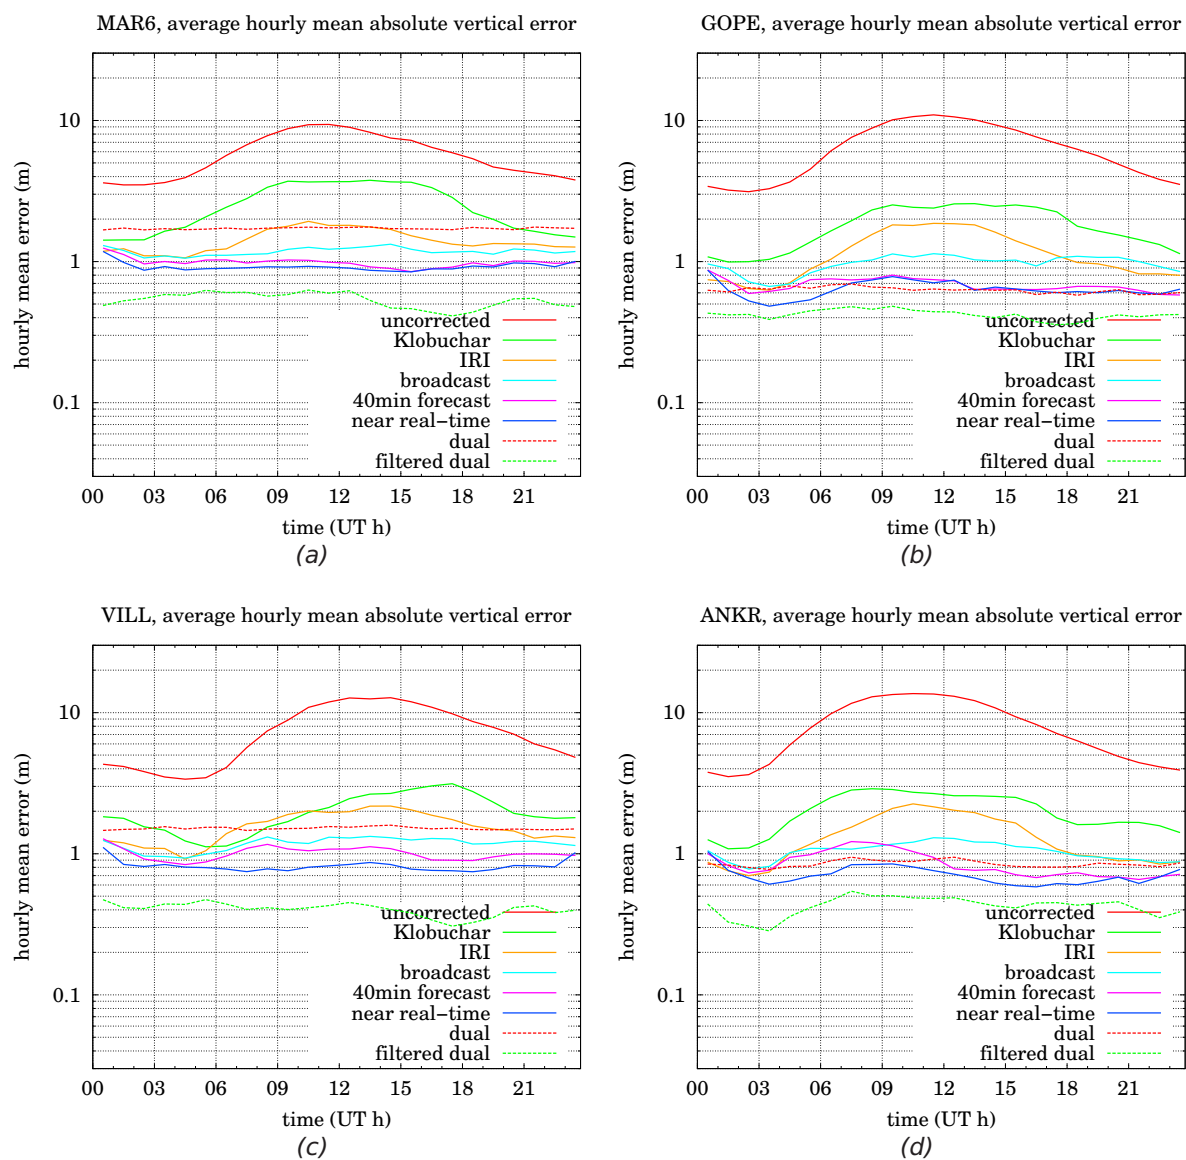 MAR6, average hourly mean absolute vertical error
hourly mean error (m)
10
1
0.1
uncorrected
Klobuchar
IRI
broadcast
40min forecast
near real−time
dual
filtered dual
00 03 06 09 12 15 18 21
time (UT h)
(a)
GOPE, average hourly mean absolute vertical error
hourly mean error (m)
10
1
0.1
uncorrected
Klobuchar
IRI
broadcast
40min forecast
near real−time
dual
filtered dual
00 03 06 09 12 15 18 21
time (UT h)
(b)
VILL, average hourly mean absolute vertical error
hourly mean error (m)
10
1
0.1
uncorrected
Klobuchar
IRI
broadcast
40min forecast
near real−time
dual
filtered dual
00 03 06 09 12 15 18 21
time (UT h)
(c)
ANKR, average hourly mean absolute vertical error
hourly mean error (m)
10
1
0.1
uncorrected
Klobuchar
IRI
broadcast
40min forecast
near real−time
dual
filtered dual
00 03 06 09 12 15 18 21
time (UT h)
(d)